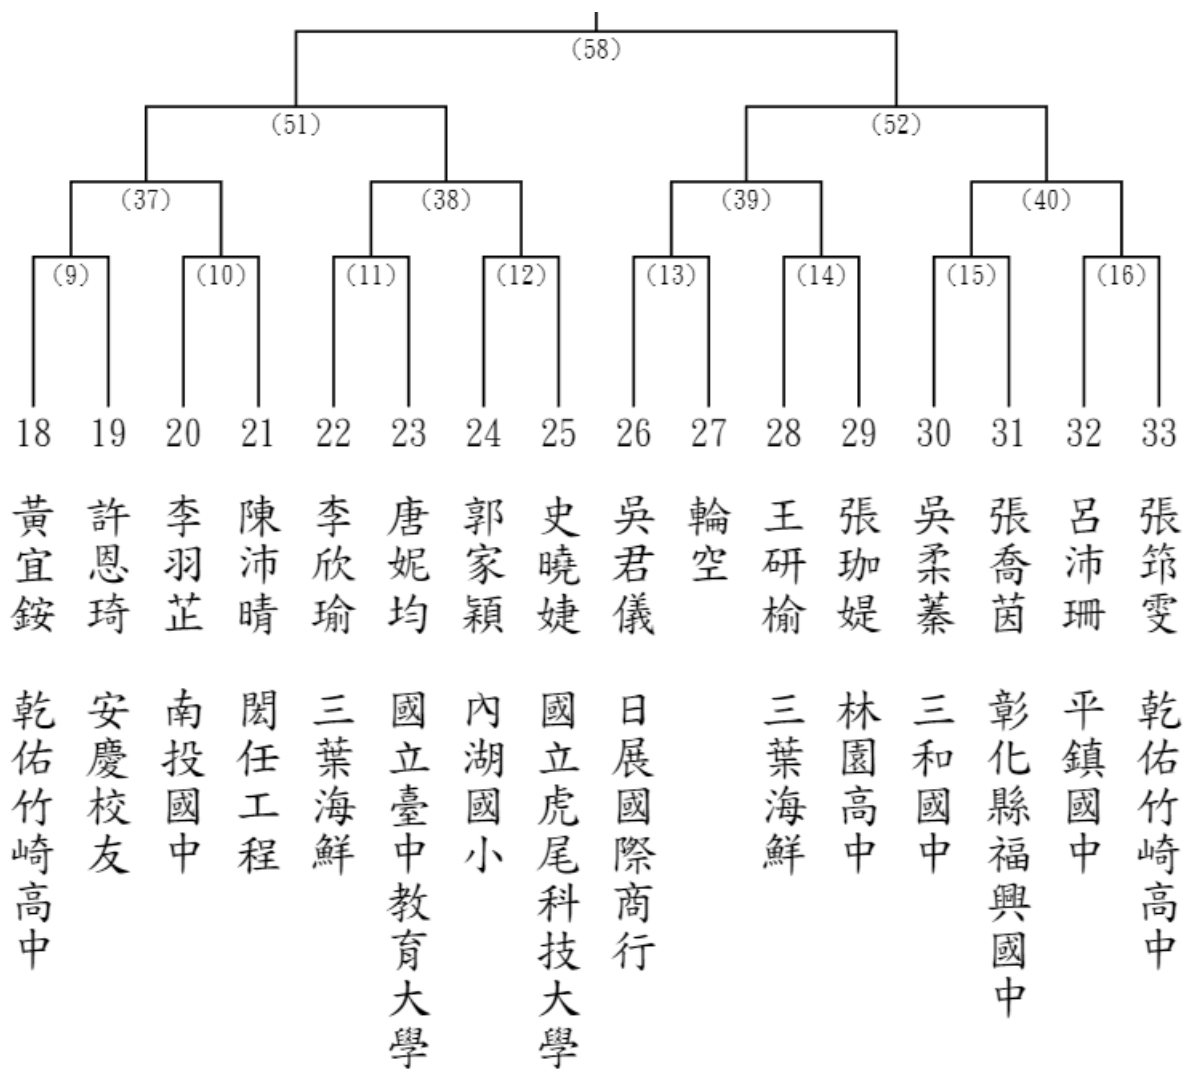 (58)
(51)
(52)
(37)
(38)
(39)
(40)
(9)
(10)
(11)
(12)
(13)
(14)
(15)
(16)
18
黃宜銨
乾佑竹崎高中
19
許恩琦
安慶校友
20
李羽芷
南投國中
21
陳沛晴
閎任工程
22
李欣瑜
三葉海鮮
23
唐妮均
國立臺中教育大學
24
郭家穎
內湖國小
25
史曉婕
國立虎尾科技大學
26
吳君儀
日展國際商行
27
輪空
28
王研榆
三葉海鮮
29
張珈媞
林園高中
30
吳柔蓁
三和國中
31
張喬茵
彰化縣福興國中
32
呂沛珊
平鎮國中
33
張筇雯
乾佑竹崎高中